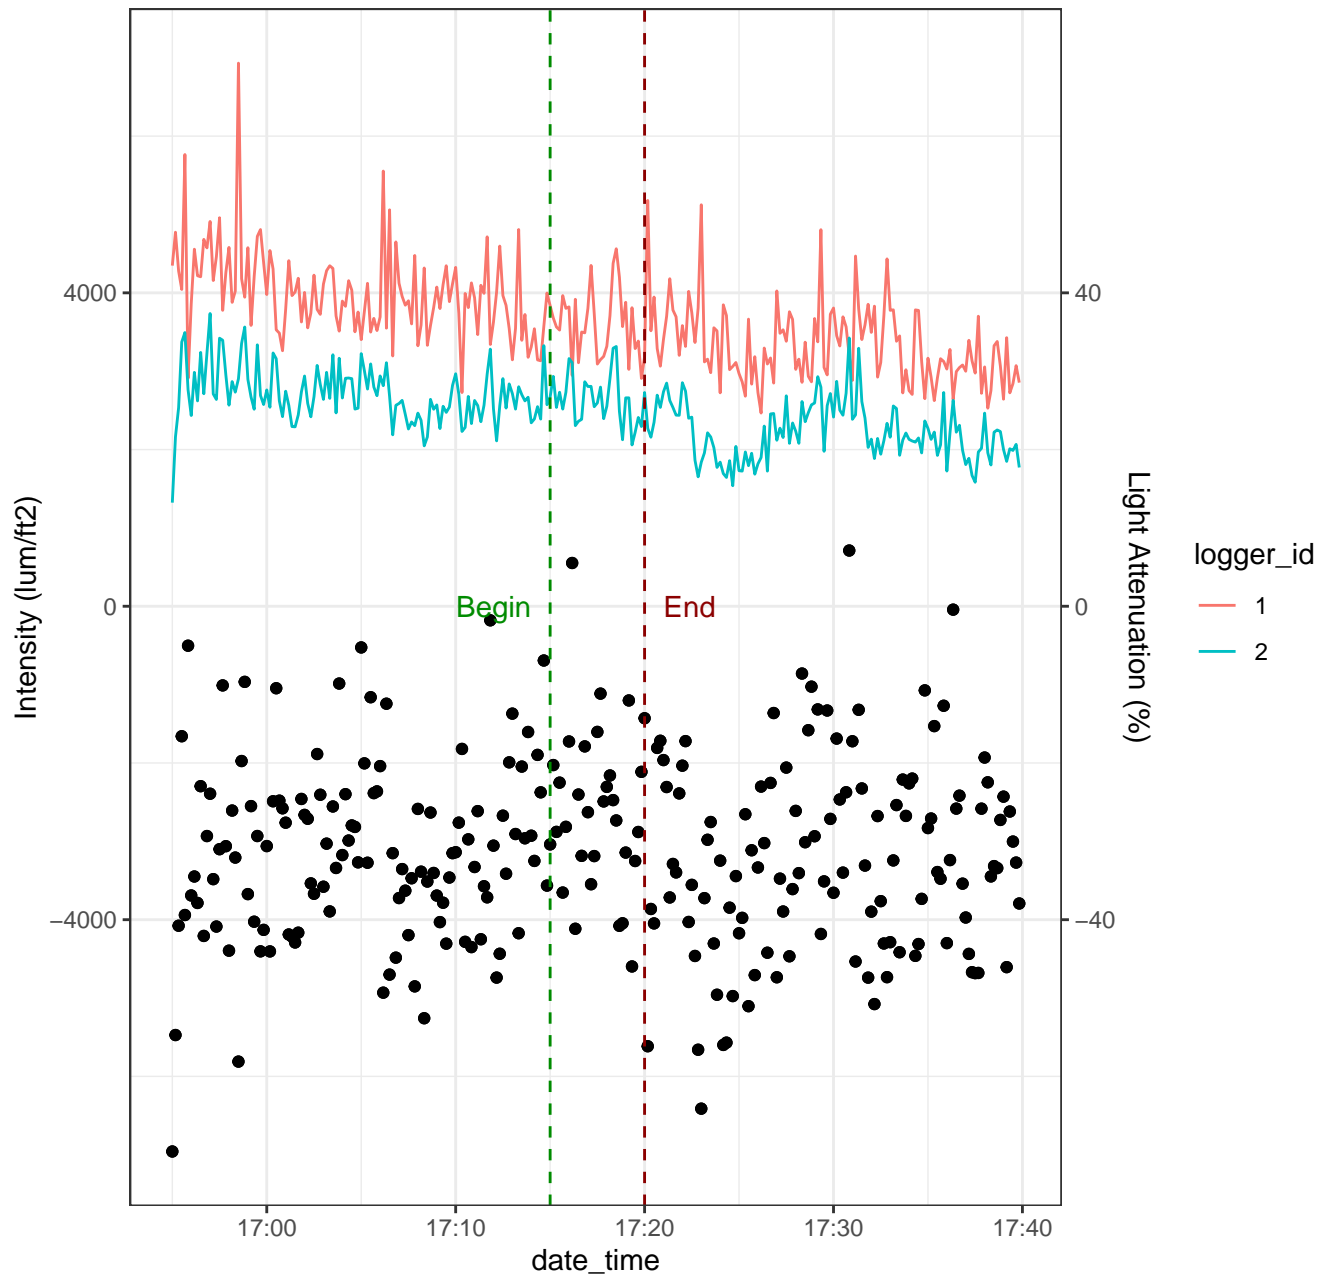 Intensity (lum/ft2)
4000
0
−4000
Begin
End
40
0
−40
Light Attenuation (%)
logger_id
1
2
17:00
17:10
17:20
17:30
17:40
date_time